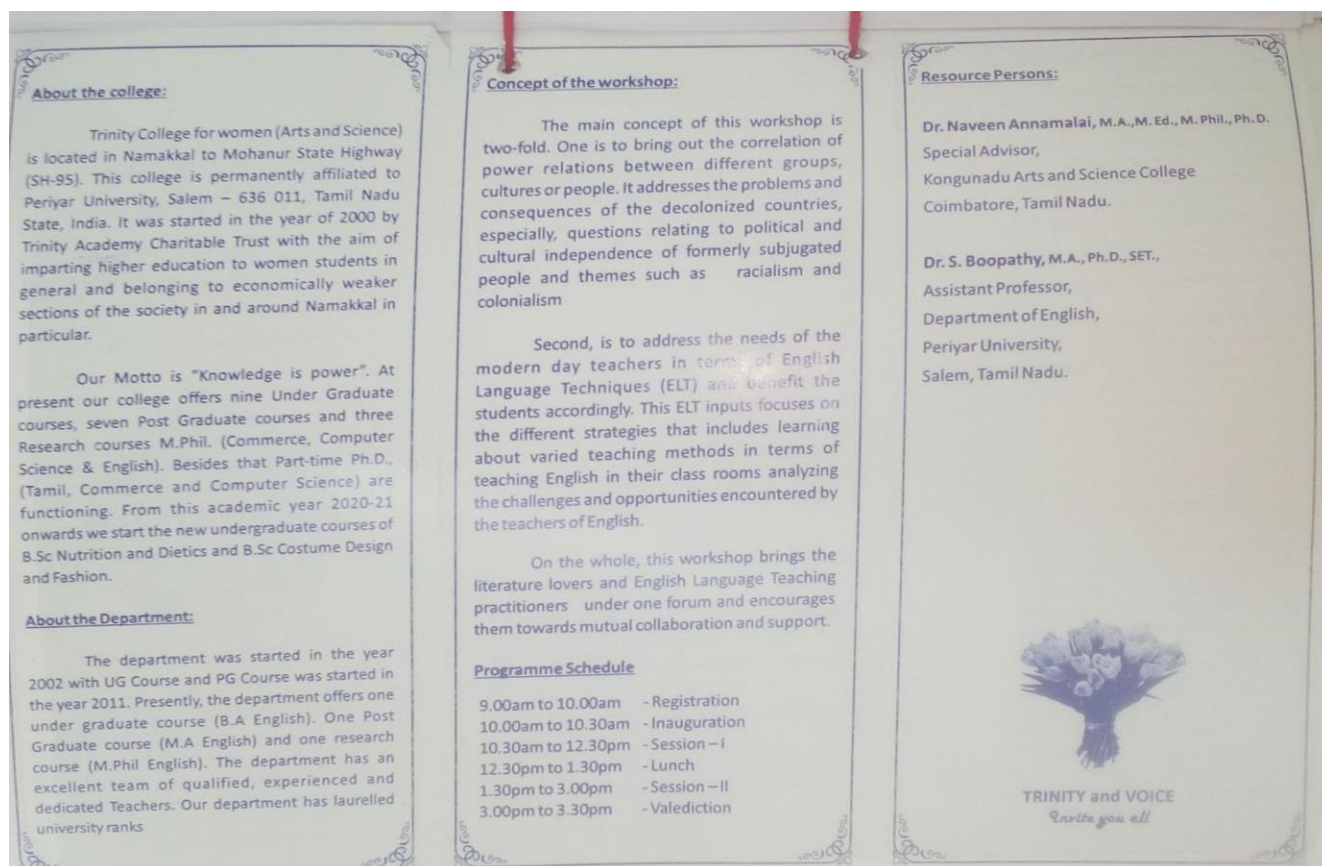 About the college:
Trinity College for women (Arts and Science)
is located in Namakkal to Mohanur State Highway
(SH-95). This college is permanently affiliated to
Periyar University, Salem – 636 011, Tamil Nadu
State, India. It was started in the year of 2000 by
Trinity Academy Charitable Trust with the aim of
imparting higher education to women students in
general and belonging to economically weaker
sections of the society in and around Namakkal in
particular.
Our Motto is “Knowledge is power”. At
present our college offers nine Under Graduate
courses, seven Post Graduate courses and three
Research courses M.Phil. (Commerce, Computer
Science & English). Besides that Part-time Ph.D.,
(Tamil, Commerce and Computer Science) are
functioning. From this academic year 2020-21
onwards we start the new undergraduate courses of
B.Sc Nutrition and Dietics and B.Sc Costume Design
and Fashion.
About the Department:
The department was started in the year
2002 with UG Course and PG Course was started in
the year 2011. Presently, the department offers one
under graduate course (B.A English). One Post
Graduate course (M.A English) and one research
course (M.Phil English). The department has an
excellent team of qualified, experienced and
dedicated Teachers. Our department has laurelled
university ranks
Concept of the workshop:
The main concept of this workshop is
two-fold. One is to bring out the correlation of
power relations between different groups,
cultures or people. It addresses the problems and
consequences of the decolonized countries,
especially, questions relating to political and
cultural independence of formerly subjugated
people and themes such as racialism and
colonialism
Second, is to address the needs of the
modern day teachers in terms of English
Language Techniques (ELT) and benefit the
students accordingly. This ELT inputs focuses on
the different strategies that includes learning
about varied teaching methods in terms of
teaching English in their class rooms analyzing
the challenges and opportunities encountered by
the teachers of English.
On the whole, this workshop brings the
literature lovers and English Language Teaching
practitioners under one forum and encourages
them towards mutual collaboration and support.
Programme Schedule
9.00am to 10.00am - Registration
10.00am to 10.30am - Inauguration
10.30am to 12.30pm - Session – I
12.30pm to 1.30pm - Lunch
1.30pm to 3.00pm - Session – II
3.00pm to 3.30pm - Valediction
Resource Persons:
Dr. Naveen Annamalai, M.A.,M. Ed., M. Phil., Ph. D.
Special Advisor,
Kongunadu Arts and Science College
Coimbatore, Tamil Nadu.
Dr. S. Boopathy, M.A., Ph.D., SET.,
Assistant Professor,
Department of English,
Periyar University,
Salem, Tamil Nadu.
TRINITY and VOICE
Invite you all